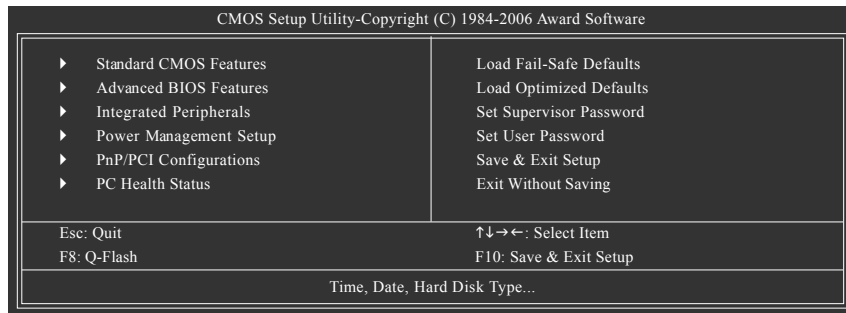 CMOS Setup Utility-Copyright (C) 1984-2006 Award Software
Standard CMOS Features
Advanced BIOS Features
Integrated Peripherals
Power Management Setup
PnP/PCI Configurations
PC Health Status
Load Fail-Safe Defaults
Load Optimized Defaults
Set Supervisor Password
Set User Password
Save & Exit Setup
Exit Without Saving
Esc: Quit
↑↓→←: Select Item
F8: Q-Flash
F10: Save & Exit Setup
Time, Date, Hard Disk Type...